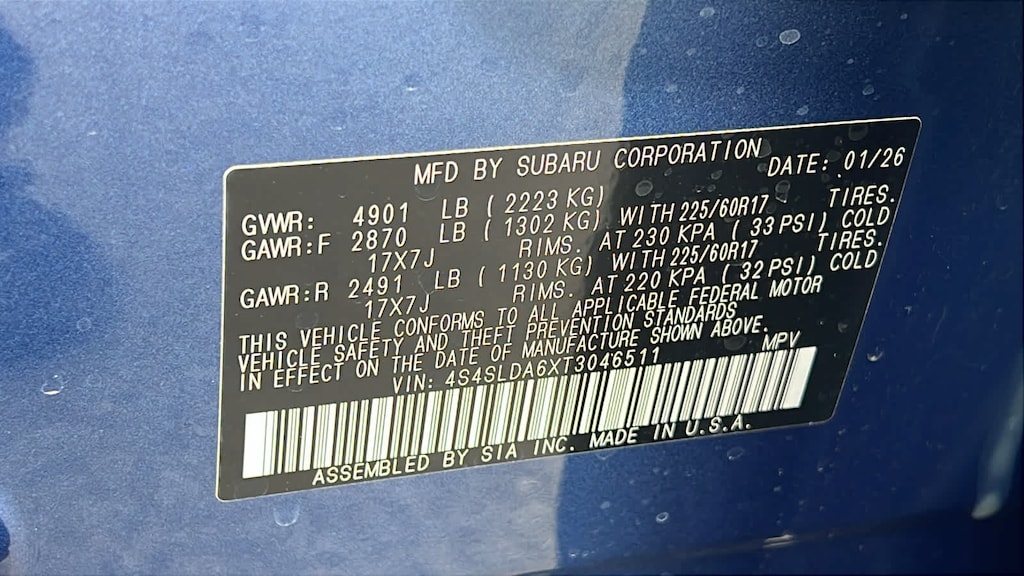 MFD BY SUBARU CORPORATION DATE: 01/26
GVWR: 4901 LB ( 2223 KG)
GAWR:F 2870 LB ( 1302 KG) WITH 225/60R17 TIRES.
17X7J RIMS. AT 230 KPA ( 33 PSI) COLD
GAWR:R 2491 LB ( 1130 KG) WITH 225/60R17 TIRES.
17X7J RIMS. AT 220 KPA ( 32 PSI) COLD
THIS VEHICLE CONFORMS TO ALL APPLICABLE FEDERAL MOTOR
VEHICLE SAFETY AND THEFT PREVENTION STANDARDS
IN EFFECT ON THE DATE OF MANUFACTURE SHOWN ABOVE.
VIN: 4S4SLDA6XT3046511 MPV
ASSEMBLED BY SIA INC. MADE IN U.S.A.